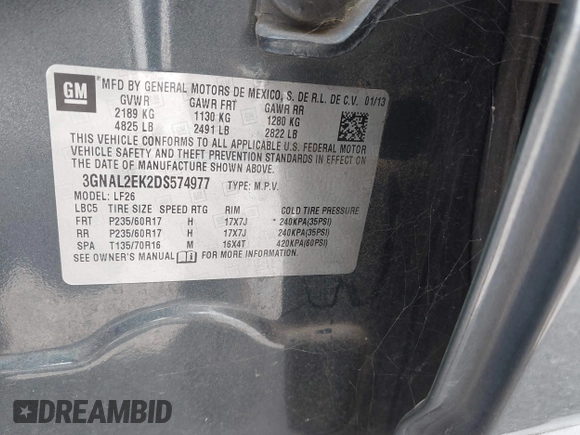 GM
MFD BY GENERAL MOTORS DE MEXICO, S. DE R.L. DE C.V. 01/13
GVWR GAWR FRT GAWR RR
2189 KG 1130 KG 1280 KG
4825 LB 2491 LB 2822 LB
THIS VEHICLE CONFORMS TO ALL APPLICABLE U.S. FEDERAL MOTOR
VEHICLE SAFETY AND THEFT PREVENTION STANDARDS IN EFFECT ON
THE DATE OF MANUFACTURE SHOWN ABOVE.
3GNAL2EK2DS574977 TYPE: M.P.V.
MODEL: LF26
LBC5 TIRE SIZE SPEED RTG RIM COLD TIRE PRESSURE
FRT P235/60R17 H 17X7J 240KPA(35PSI)
RR P235/60R17 H 17X7J 240KPA(35PSI)
SPA T135/70R16 M 16X4T 420KPA(60PSI)
SEE OWNER'S MANUAL FOR MORE INFORMATION
DREAMBID